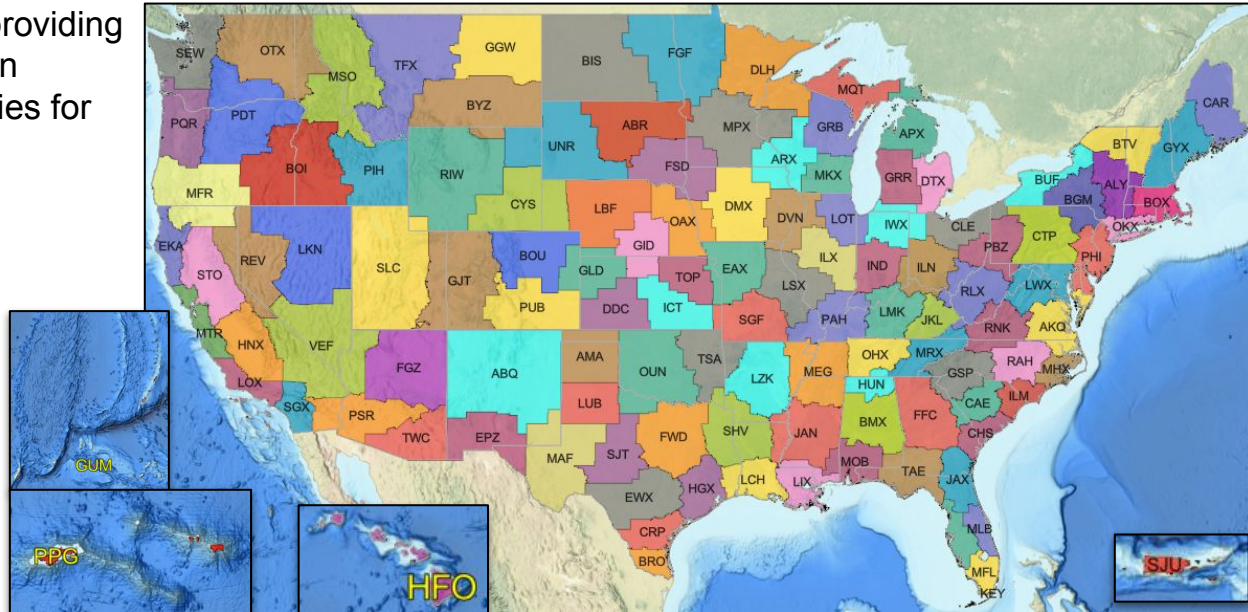 providing
n
ies for
SEW
OTX
MSO
TFX
GGW
BIS
FGF
DLH
MQT
CAR
PQR
PDT
BYZ
ABR
MPX
GRB
APX
BTV
GYX
BOI
PIH
RIW
UNR
FSD
ARX
MKX
GRR
DTX
BUF
ALY
BGM
BOX
MFR
CYS
LBF
OAX
DMX
DVN
LOT
IWX
CLE
CTP
OKX
EKA
STO
REV
LKN
SLC
GJT
BOU
GID
GLD
TOP
EAX
ILX
IND
ILN
PBZ
PHI
LSX
RLX
LWX
MTR
HNX
VEF
PUB
DDC
ICT
SGF
PAH
LMK
JKL
RNK
AKQ
LOX
FGZ
ABQ
AMA
OUN
TSA
LZK
MEG
OHX
MRX
RAH
MHX
SGX
PSR
TWC
EPZ
LUB
HUN
GSP
CAE
ILM
MAF
SJT
FWD
SHV
JAN
BMX
FFC
CHS
EWX
HGX
LCH
LIX
MOB
TAE
JAX
CRP
BRO
MLB
MFL
KEY
GUM
PPG
HFO
SJU